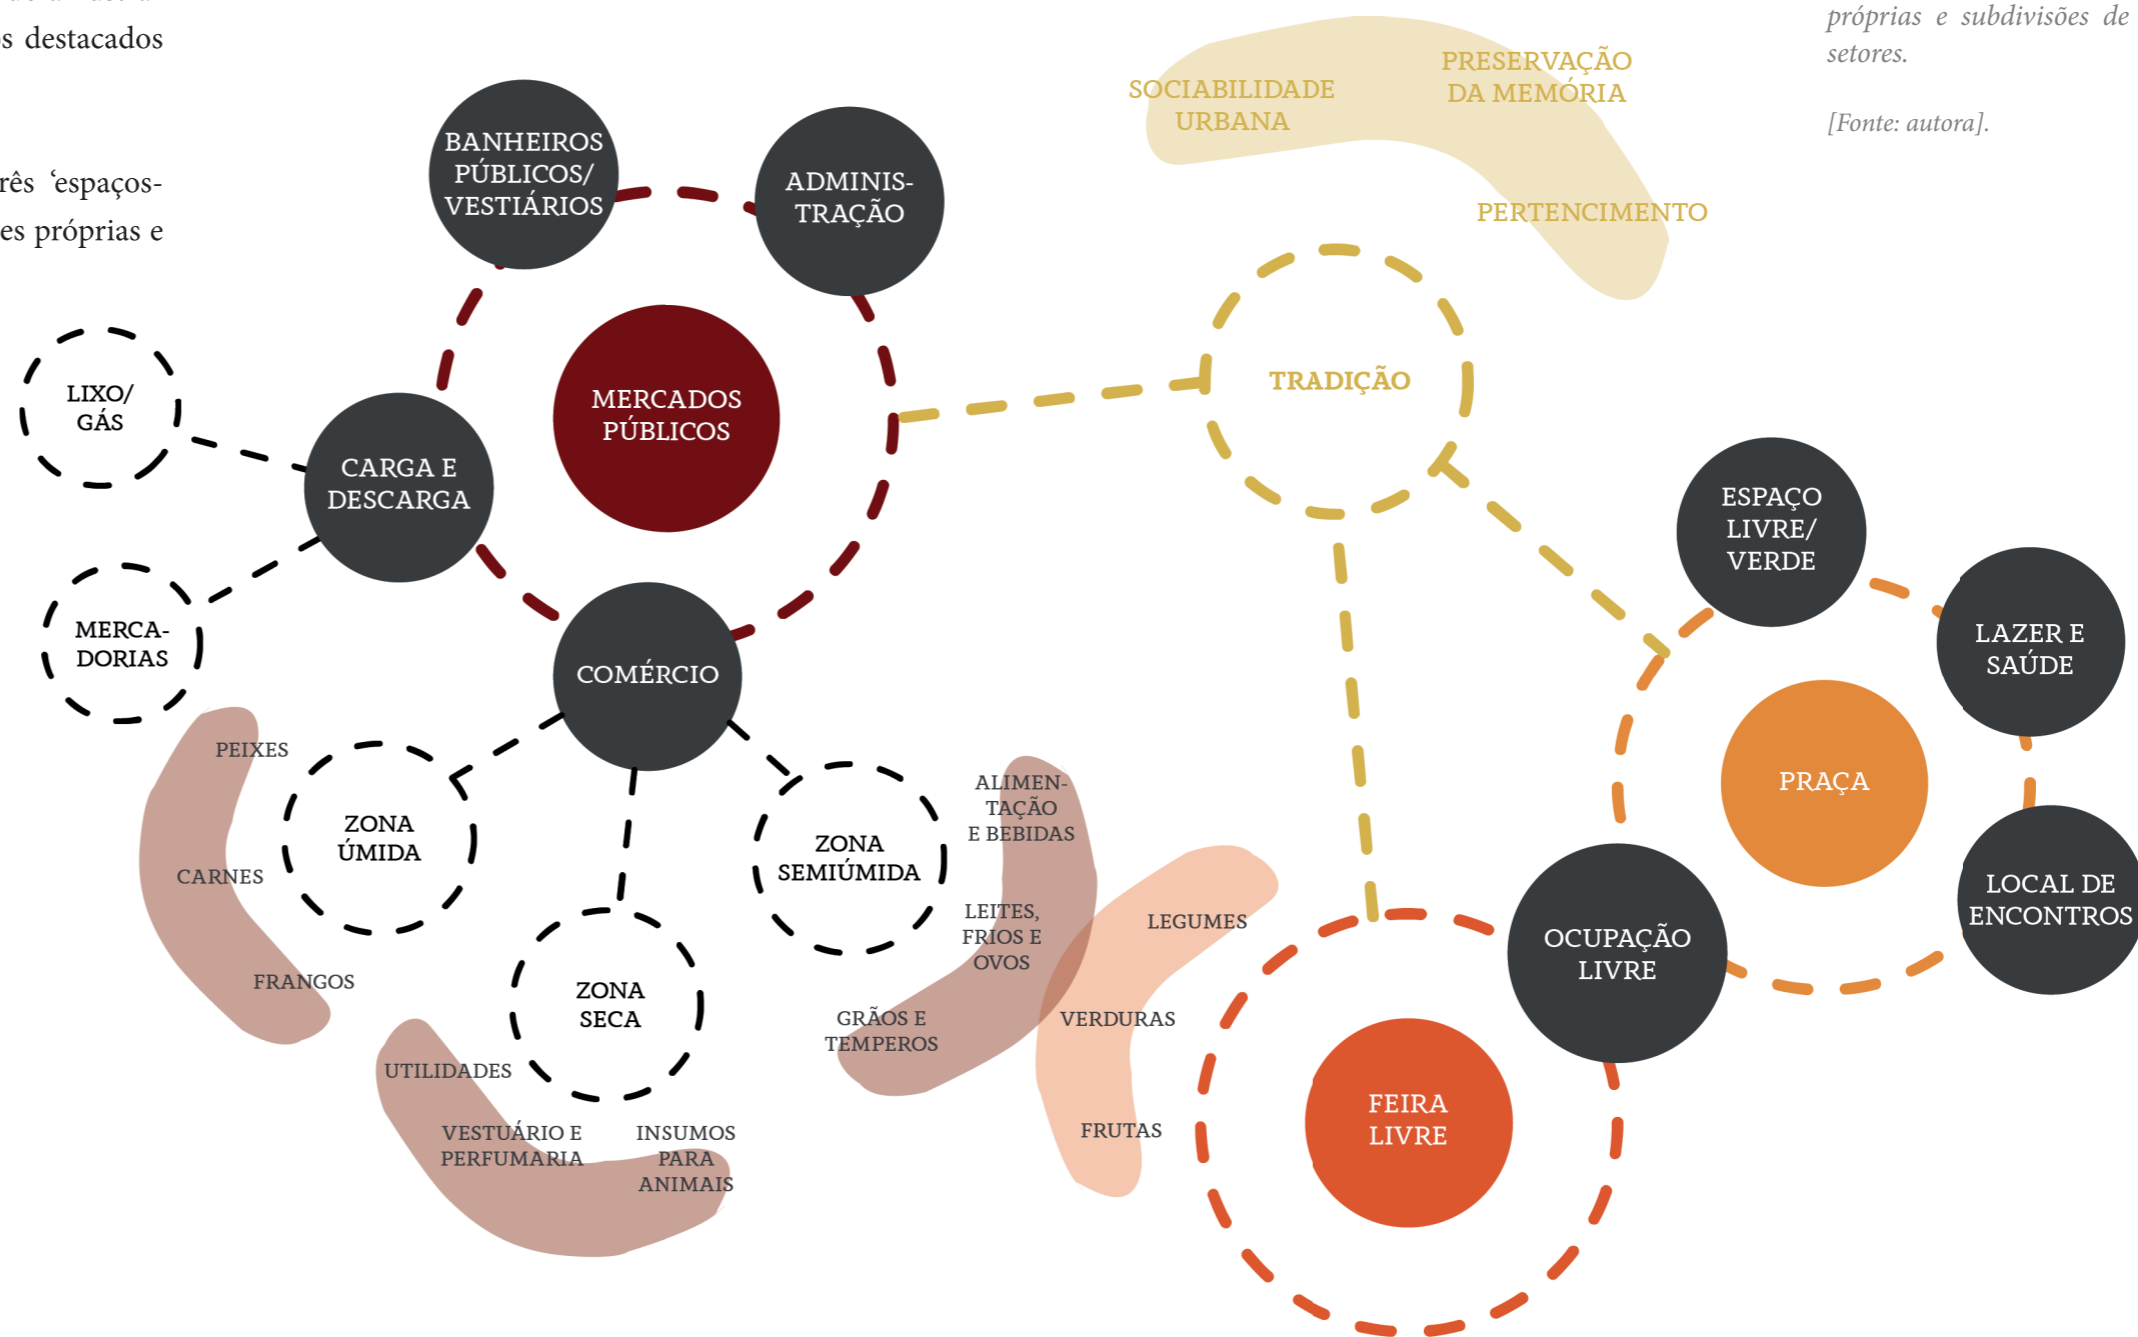 s destacados
rês ‘espaços-
es próprias e
próprias e subdivisões de
setores.
[Fonte: autora].
SOCIABILIDADE
URBANA
PRESERVAÇÃO
DA MEMÓRIA
PERTENCIMENTO
TRADIÇÃO
BANHEIROS
PÚBLICOS/
VESTIÁRIOS
ADMINIS-
TRAÇÃO
MERCADOS
PÚBLICOS
LIXO/
GÁS
CARGA E
DESCARGA
MERCA-
DORIAS
COMÉRCIO
PEIXES
CARNES
FRANGOS
ZONA
ÚMIDA
ZONA
SECA
ZONA
SEMIÚMIDA
UTILIDADES
VESTUÁRIO E
PERFUMARIA
INSUMOS
PARA
ANIMAIS
ALIMEN-
TAÇÃO
E BEBIDAS
LEITES,
FRIOS E
OVOS
GRÃOS E
TEMPEROS
LEGUMES
VERDURAS
FRUTAS
FEIRA
LIVRE
OCUPAÇÃO
LIVRE
ESPAÇO
LIVRE/
VERDE
LAZER E
SAÚDE
PRAÇA
LOCAL DE
ENCONTROS